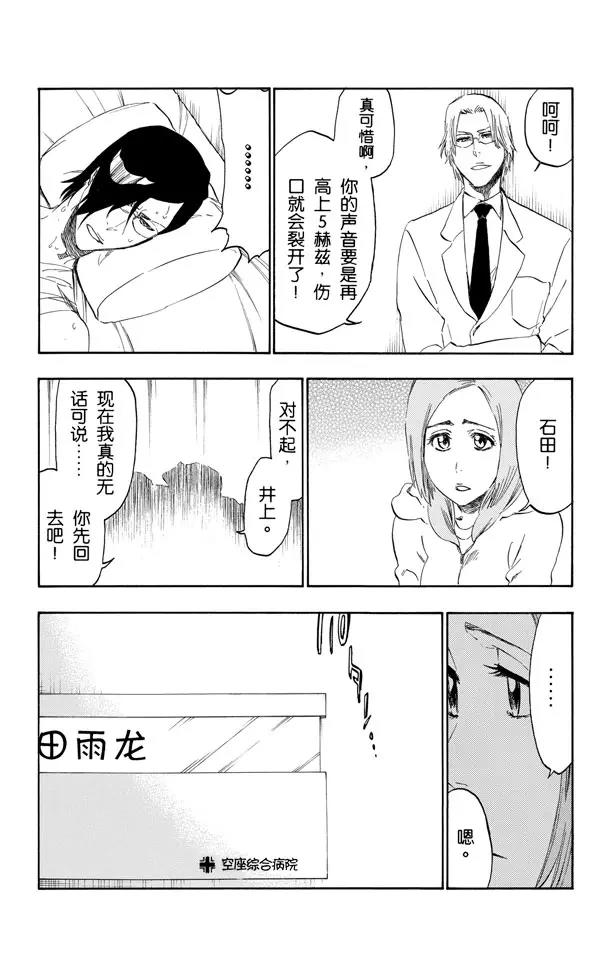 呵呵！
真可惜啊，
你的声音要是再
高上5赫兹，伤
口就会裂开了！
………
石田！
对不起，
井上。
现在我真的无
话可说……
你先回
去吧！
……
嗯。
田雨龙
空座综合病院